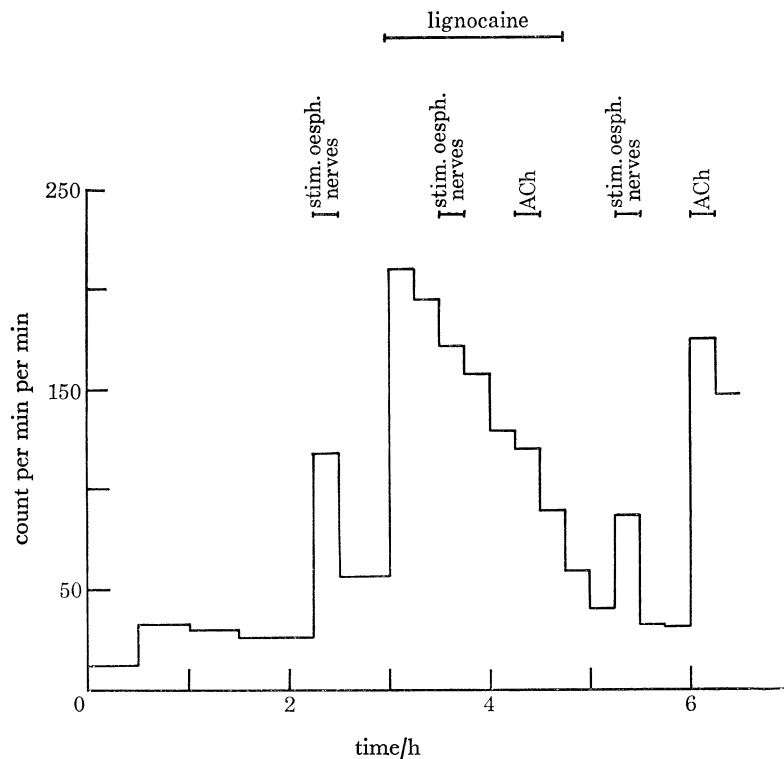 lignocaine
stim. oesph.
nerves
stim. oesph.
nerves
ACh
stim. oesph.
nerves
ACh
250
150
50
count per min per min
0
2
4
6
time/h